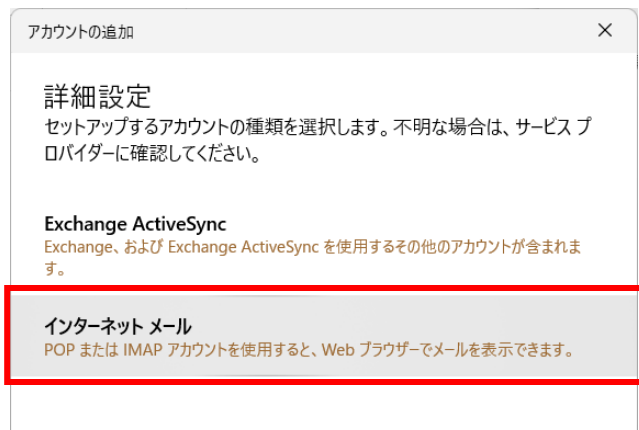 アカウントの追加
詳細設定
セットアップするアカウントの種類を選択します。不明な場合は、サービス プ
ロバイダーに確認してください。
Exchange ActiveSync
Exchange、および Exchange ActiveSync を使用するその他のアカウントが含まれま
す。
インターネット メール
POP または IMAP アカウントを使用すると、Web ブラウザーでメールを表示できます。